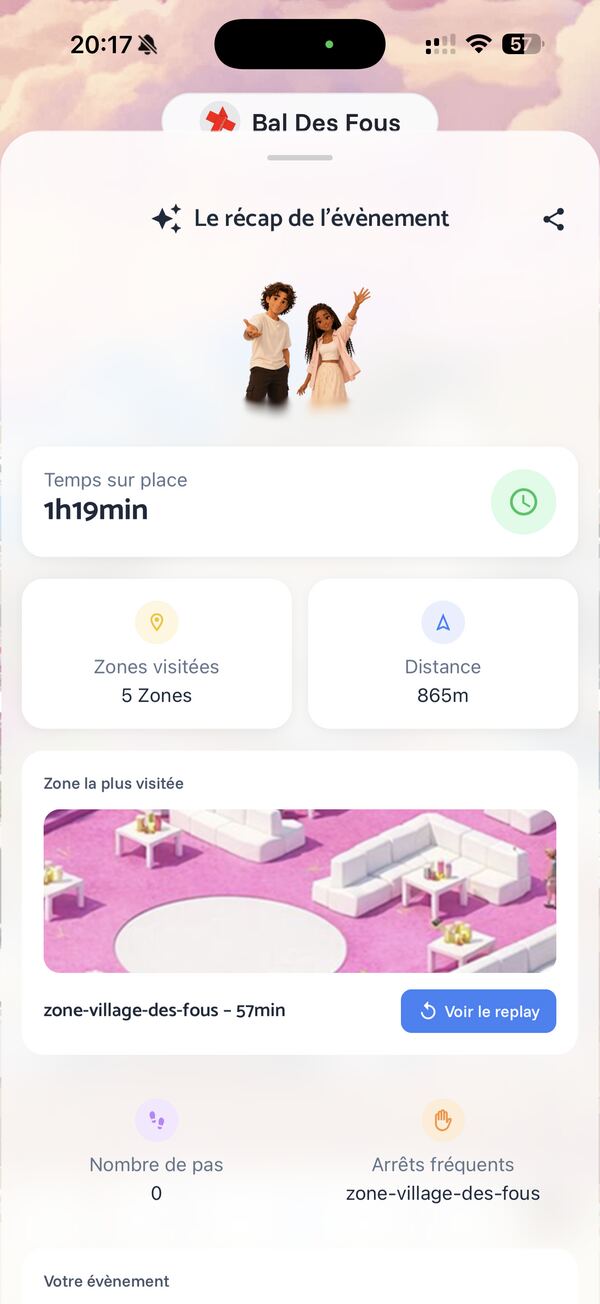 20:17
57
Bal Des Fous
Le récap de l'évènement
Temps sur place
1h19min
Zones visitées
5 Zones
Distance
865m
Zone la plus visitée
zone-village-des-fous – 57min
Voir le replay
Nombre de pas
0
Arrêts fréquents
zone-village-des-fous
Votre évènement